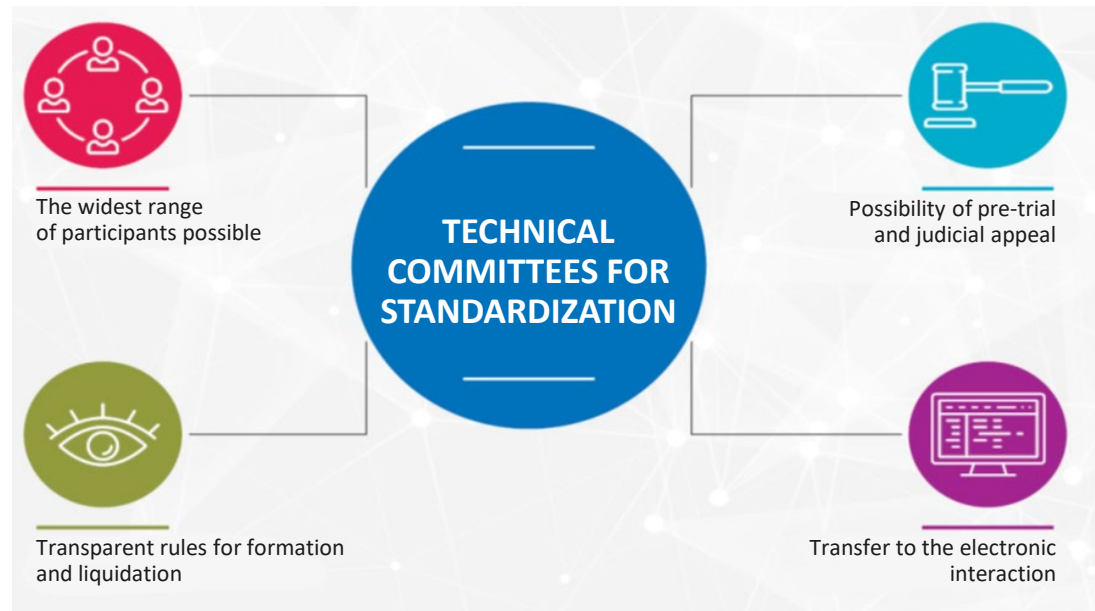 The widest range
of participants possible
Possibility of pre-trial
and judicial appeal
TECHNICAL
COMMITTEES FOR
STANDARDIZATION
Transparent rules for formation
and liquidation
Transfer to the electronic
interaction